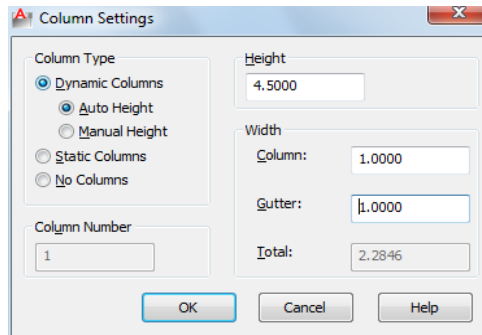 Column Settings
Column Type
Dynamic Columns
Auto Height
Manual Height
Static Columns
No Columns
Column Number
1
Height
4.5000
Width
Column: 1.0000
Gutter: 1.0000
Total: 2.2846
OK Cancel Help